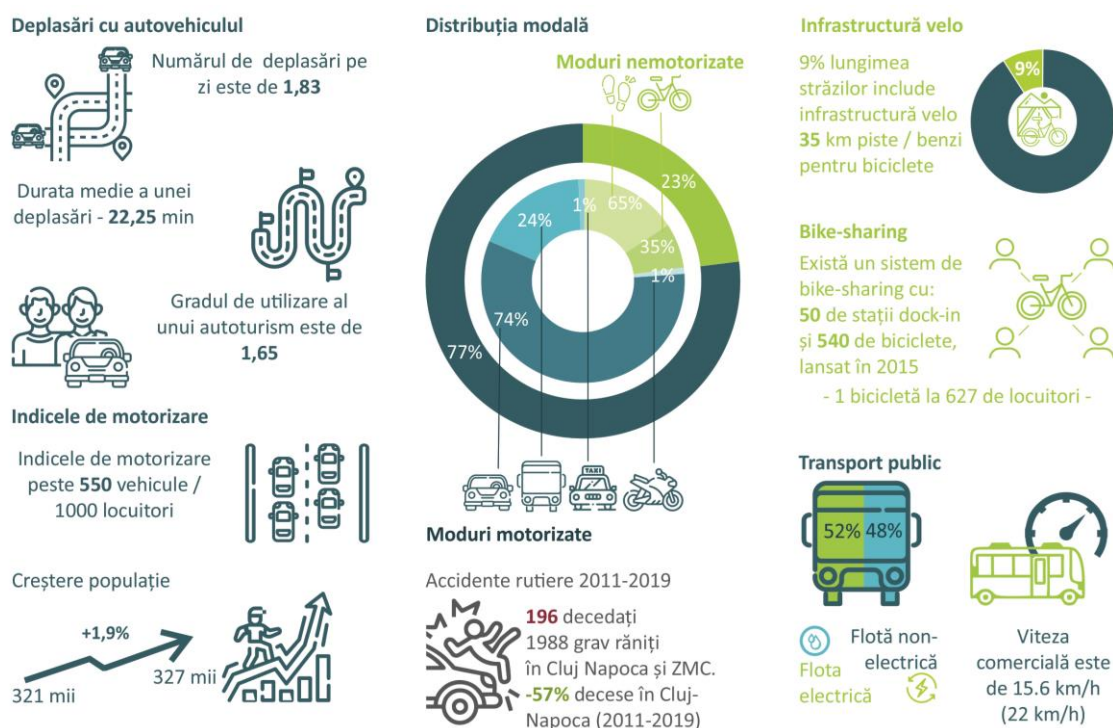 Deplasări cu autovehiculul
Numărul de deplasări pe
zi este de 1,83
Durata medie a unei
deplasări - 22,25 min
Gradul de utilizare al
unui autoturism este de
1,65
Indicele de motorizare
Indicele de motorizare
peste 550 vehicule /
1000 locuitori
Creștere populație
+1,9%
327 mii
321 mii
Distribuția modală
Moduri nemotorizate
23%
1%
65%
24%
35%
1%
74%
77%
TAXI
Moduri motorizate
Accidente rutiere 2011-2019
196 decedați
1988 grav răniți
în Cluj Napoca și ZMC.
-57% decese în Cluj-
Napoca (2011-2019)
Infrastructură velo
9% lungimea
străzilor include
infrastructură velo
35 km piste / benzi
pentru biciclete
9%
Bike-sharing
Există un sistem de
bike-sharing cu:
50 de stații dock-in
și 540 de biciclete,
lansat în 2015
- 1 bicicletă la 627 de locuitori -
Transport public
52% 48%
Flotă non-
electrică
Flota
electrică
Viteza
comercială este
de 15.6 km/h
(22 km/h)